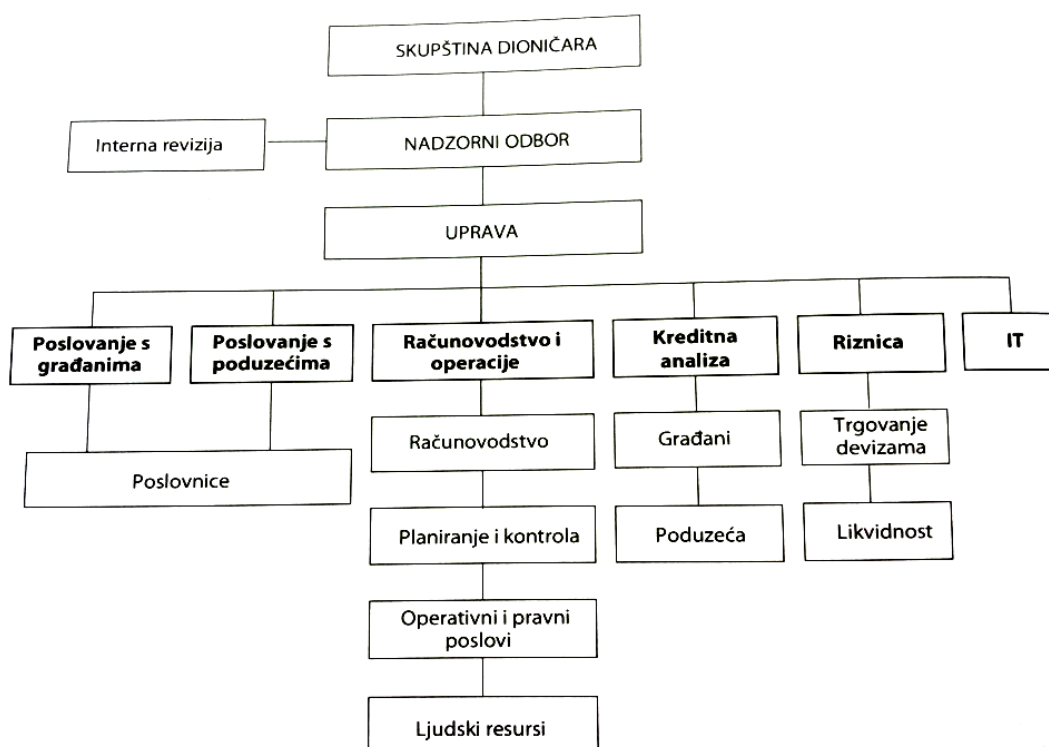 SKUPŠTINA DIONIČARA
Interna revizija
NADZORNI ODBOR
UPRAVA
Poslovanje s
građanima
Poslovanje s
poduzećima
Računovodstvo i
operacije
Kreditna
analiza
Riznica
IT
Poslovnice
Računovodstvo
Građani
Trgovanje
devizama
Planiranje i kontrola
Poduzeća
Likvidnost
Operativni i pravni
poslovi
Ljudski resursi